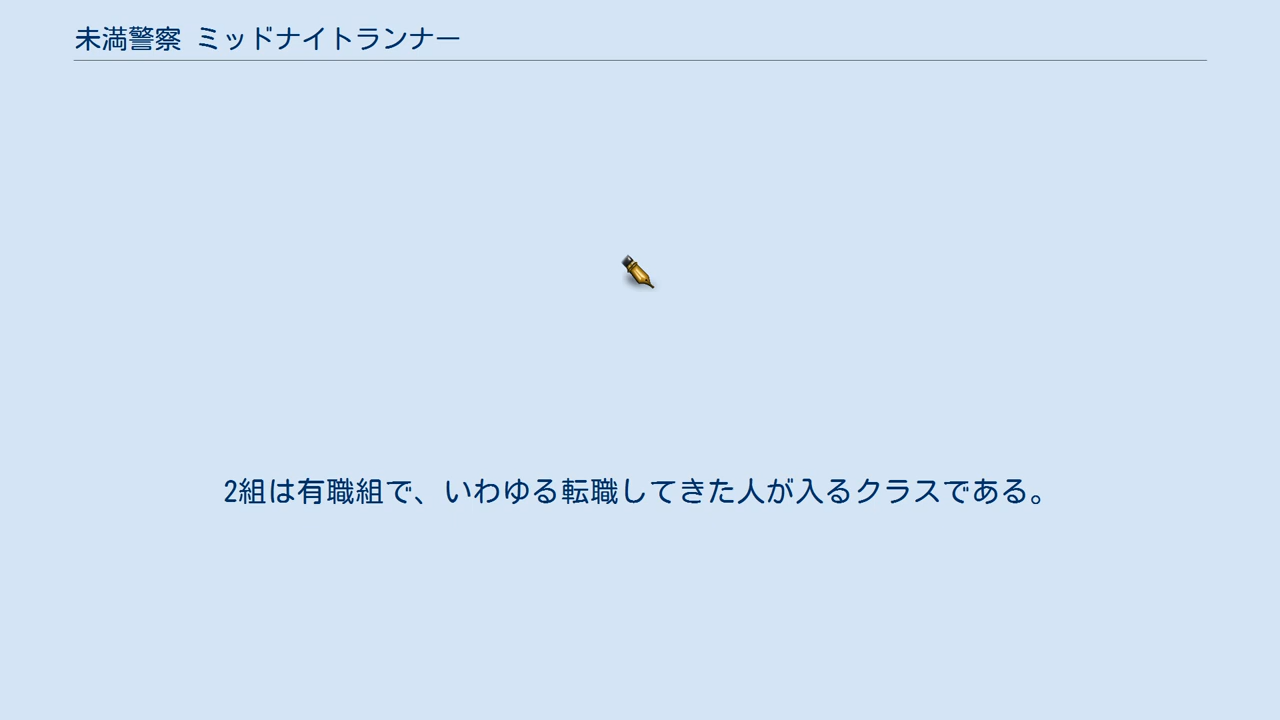 未満警察 ミッドナイトランナー
2組は有職組で、いわゆる転職してきた人が入るクラスである。